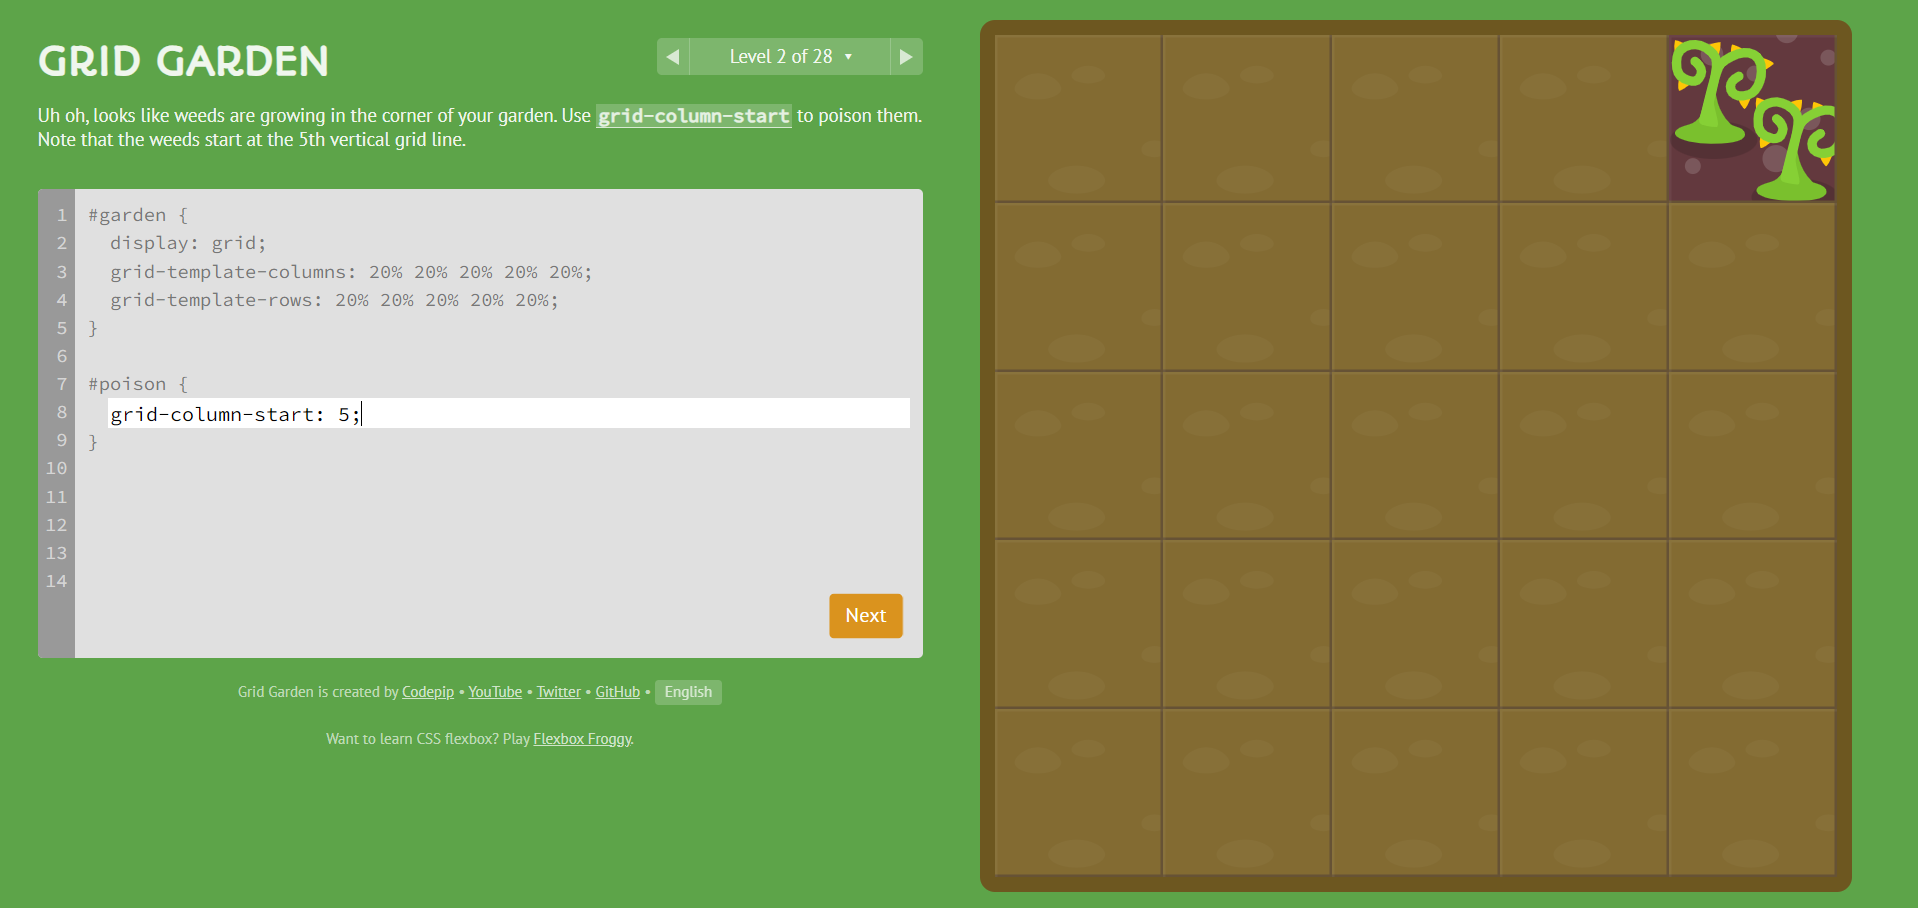 GRID GARDEN
◀ Level 2 of 28 ▼ ▶
Uh oh, looks like weeds are growing in the corner of your garden. Use grid-column-start to poison them.
Note that the weeds start at the 5th vertical grid line.
1 #garden {
2 display: grid;
3 grid-template-columns: 20% 20% 20% 20% 20%;
4 grid-template-rows: 20% 20% 20% 20% 20%;
5 }
6
7 #poison {
8 grid-column-start: 5;
9 }
10
11
12
13
14
Next
Grid Garden is created by Codepip • YouTube • Twitter • GitHub • English
Want to learn CSS flexbox? Play Flexbox Froggy.